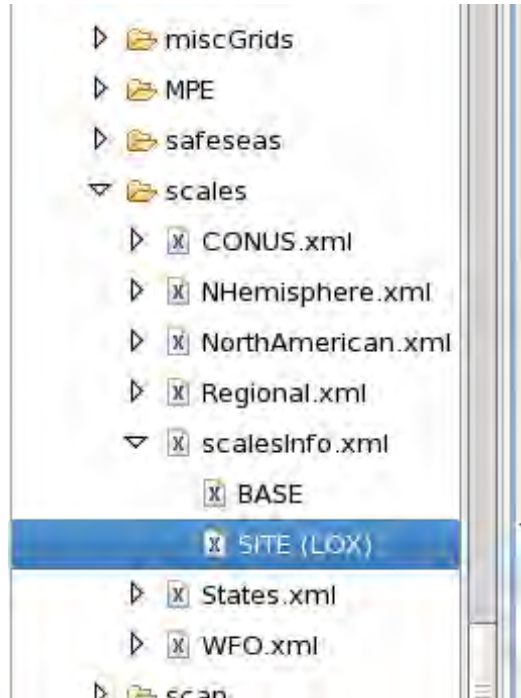 miscGrids
MPE
safeseas
scales
CONUS.xml
NHemisphere.xml
NorthAmerican.xml
Regional.xml
scalesInfo.xml
BASE
SITE (LOX)
States.xml
WFO.xml
scan